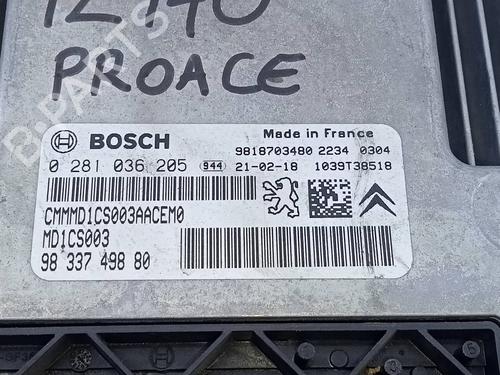 PROACE
BOSCH
Made in France
9818703480 2234 0304
0 281 036 205 944 21-02-18 1039T38518
CMMMD1CS003AACEM0
MD1CS003
98 337 498 80
B-PARTS